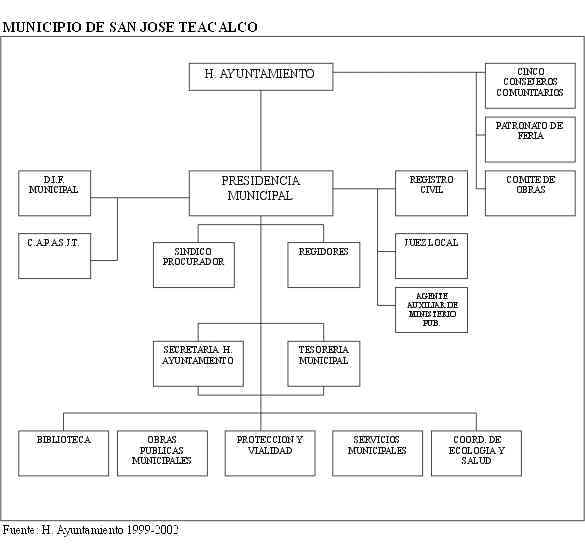 MUNICIPIO DE SAN JOSE TEACALCO
H. AYUNTAMIENTO
CINCO
CONSEJEROS
COMUNITARIOS
PATRONATO DE
FERIA
COMITE DE
OBRAS
D.I.F.
MUNICIPAL
PRESIDENCIA
MUNICIPAL
REGISTRO
CIVIL
C.A.P.A.S.J.T.
SINDICO
PROCURADOR
REGIDORES
JUEZ LOCAL
AGENTE
AUXILIAR DE
MINISTERIO
PUB.
SECRETARIA H.
AYUNTAMIENTO
TESORERIA
MUNICIPAL
BIBLIOTECA
OBRAS
PUBLICAS
MUNICIPALES
PROTECCION Y
VIALIDAD
SERVICIOS
MUNICIPALES
COORD. DE
ECOLOGIA Y
SALUD
Fuente: H. Ayuntamiento 1999-2002